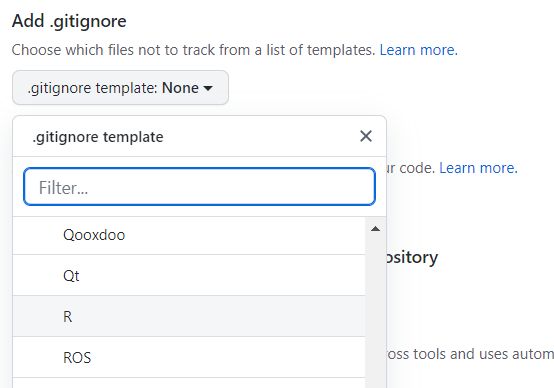 Add .gitignore
Choose which files not to track from a list of templates. Learn more.
.gitignore template: None
.gitignore template
Filter...
ur code. Learn more.
Qooxdoo
ository
Qt
R
ROS
oss tools and uses autom